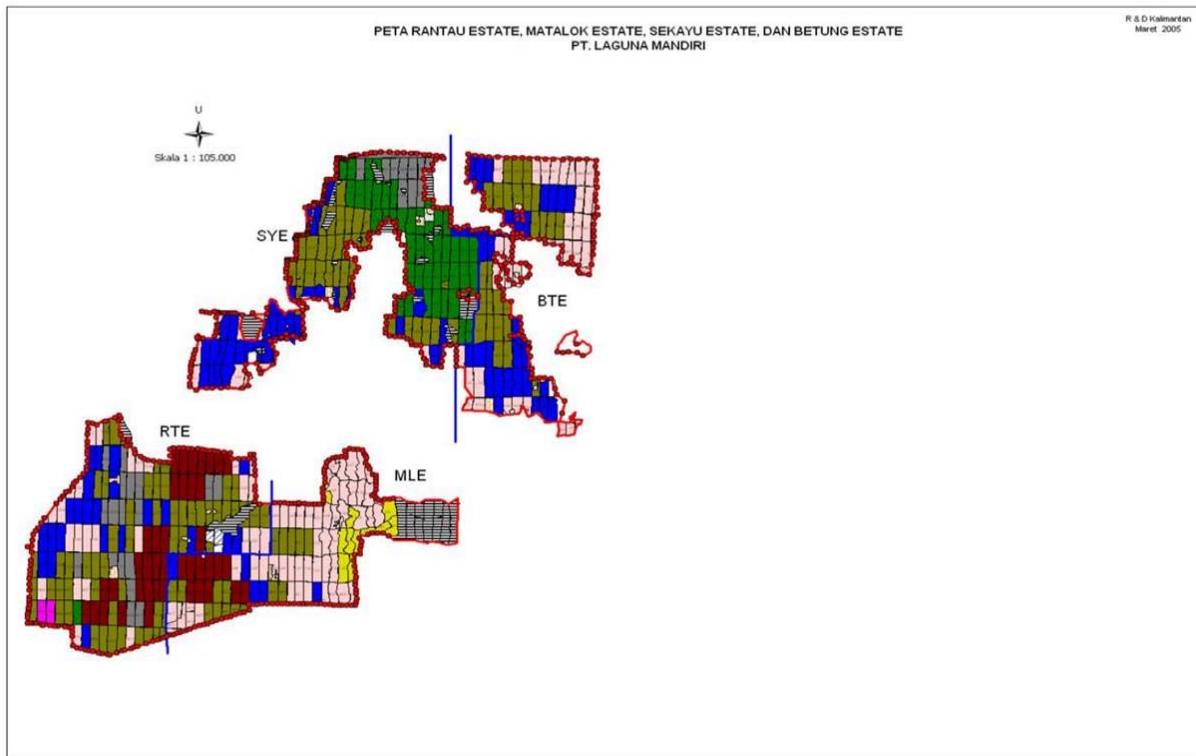 PETA RANTAU ESTATE, MATALOK ESTATE, SEKAYU ESTATE, DAN BETUNG ESTATE
PT. LAGUNA MANDIRI
R & D Kalimantan
Maret 2005
U
Skala 1 : 105.000
SYE
BTE
RTE
MLE